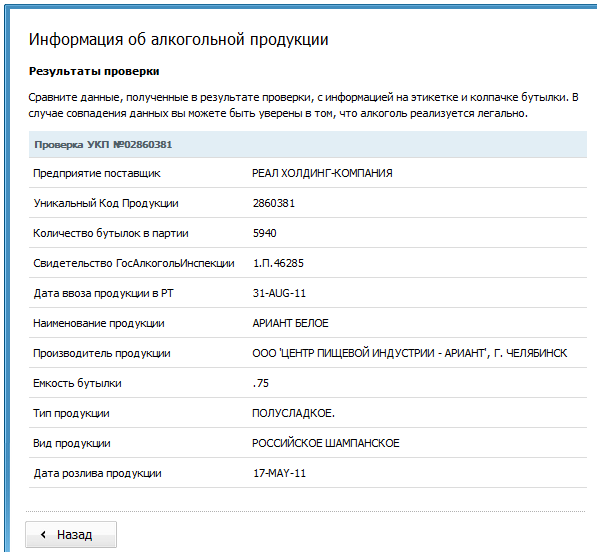 Информация об алкогольной продукции
Результаты проверки
Сравните данные, полученные в результате проверки, с информацией на этикетке и колпачке бутылки. В
случае совпадения данных вы можете быть уверены в том, что алкоголь реализуется легально.
Проверка УКП №02860381
Предприятие поставщик РЕАЛ ХОЛДИНГ-КОМПАНИЯ
Уникальный Код Продукции 2860381
Количество бутылок в партии 5940
Свидетельство ГосАлкогольИнспекции 1.П.46285
Дата ввоза продукции в РТ 31-AUG-11
Наименование продукции АРИАНТ БЕЛОЕ
Производитель продукции ООО 'ЦЕНТР ПИЩЕВОЙ ИНДУСТРИИ - АРИАНТ', Г. ЧЕЛЯБИНСК
Емкость бутылки .75
Тип продукции ПОЛУСЛАДКОЕ.
Вид продукции РОССИЙСКОЕ ШАМПАНСКОЕ
Дата розлива продукции 17-MAY-11
Назад